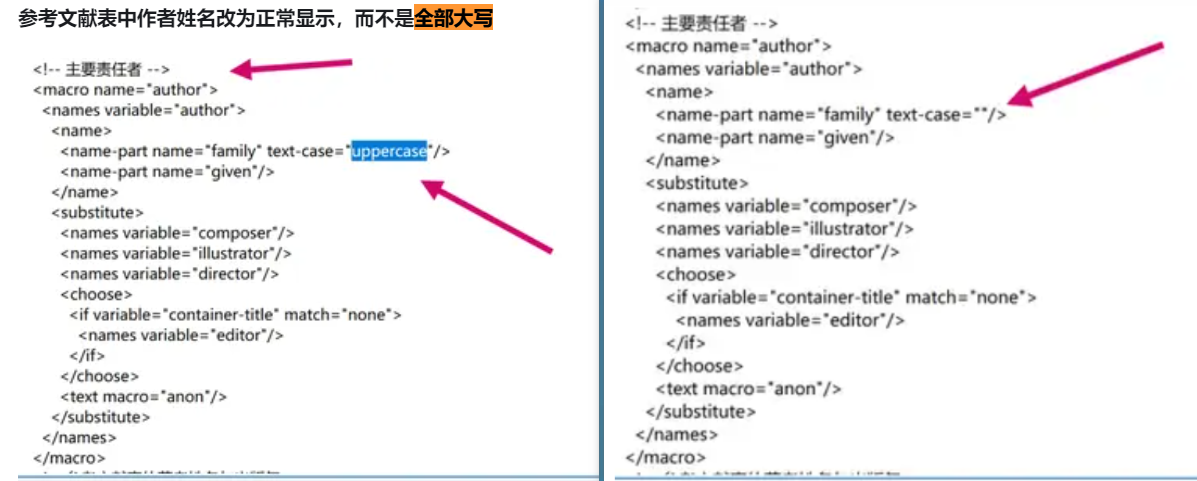 参考文献表中作者姓名改为正常显示，而不是全部大写
<!-- 主要责任者 -->
<macro name="author">
<names variable="author">
<name>
<name-part name="family" text-case="uppercase"/>
<name-part name="given"/>
</name>
<substitute>
<names variable="composer"/>
<names variable="illustrator"/>
<names variable="director"/>
<choose>
<if variable="container-title" match="none">
<names variable="editor"/>
</if>
</choose>
<text macro="anon"/>
</substitute>
</names>
</macro>
<!-- 主要责任者 -->
<macro name="author">
<names variable="author">
<name>
<name-part name="family" text-case=""/>
<name-part name="given"/>
</name>
<substitute>
<names variable="composer"/>
<names variable="illustrator"/>
<names variable="director"/>
<choose>
<if variable="container-title" match="none">
<names variable="editor"/>
</if>
</choose>
<text macro="anon"/>
</substitute>
</names>
</macro>